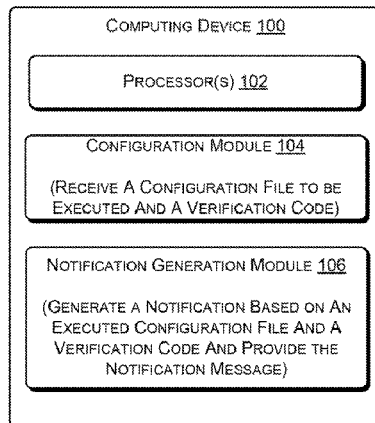 COMPUTING DEVICE 100
PROCESSOR(S) 102
CONFIGURATION MODULE 104
(RECEIVE A CONFIGURATION FILE TO BE
EXECUTED AND A VERIFICATION CODE)
NOTIFICATION GENERATION MODULE 106
(GENERATE A NOTIFICATION BASED ON AN
EXECUTED CONFIGURATION FILE AND A
VERIFICATION CODE AND PROVIDE THE
NOTIFICATION MESSAGE)